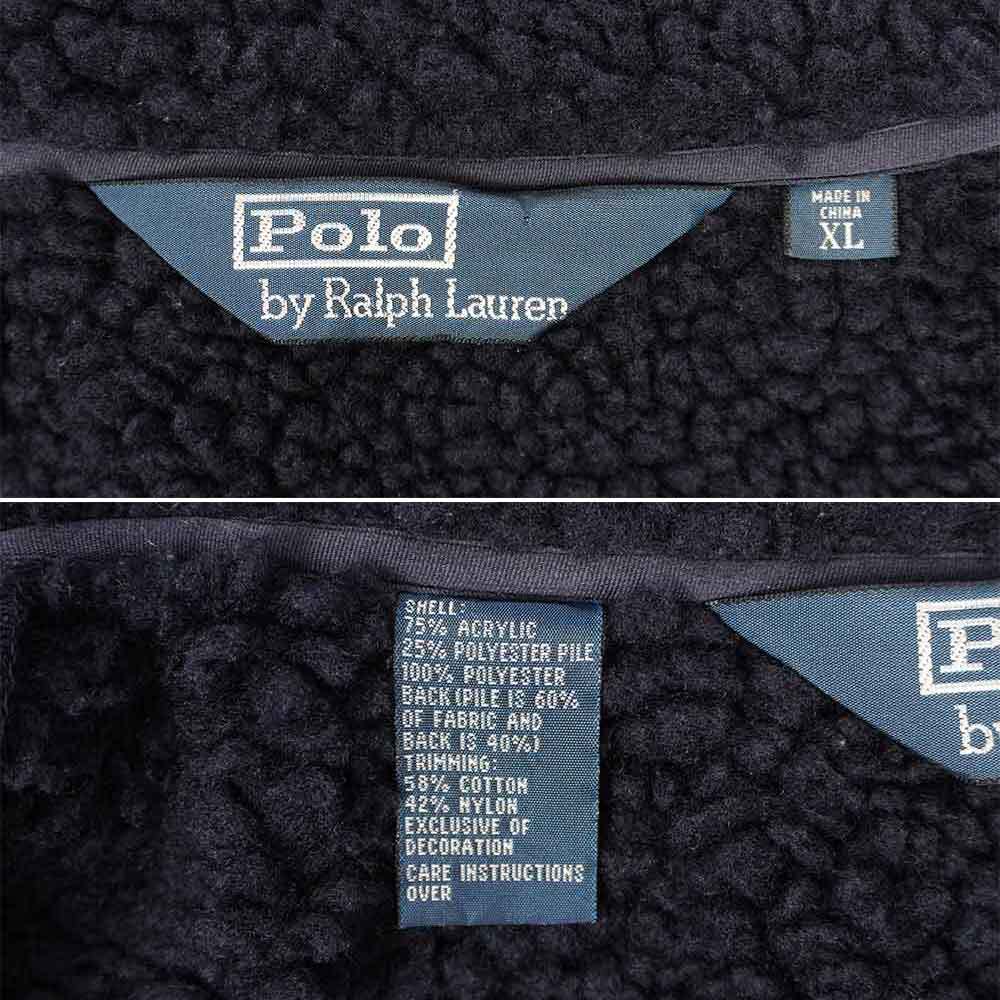 Polo
by Ralph Lauren
MADE IN
CHINA
XL
SHELL:
75% ACRYLIC
25% POLYESTER PILE
100% POLYESTER
BACK(PILE IS 60%
OF FABRIC AND
BACK IS 40%)
TRIMMING:
58% COTTON
42% NYLON
EXCLUSIVE OF
DECORATION
CARE INSTRUCTIONS
OVER
P
by